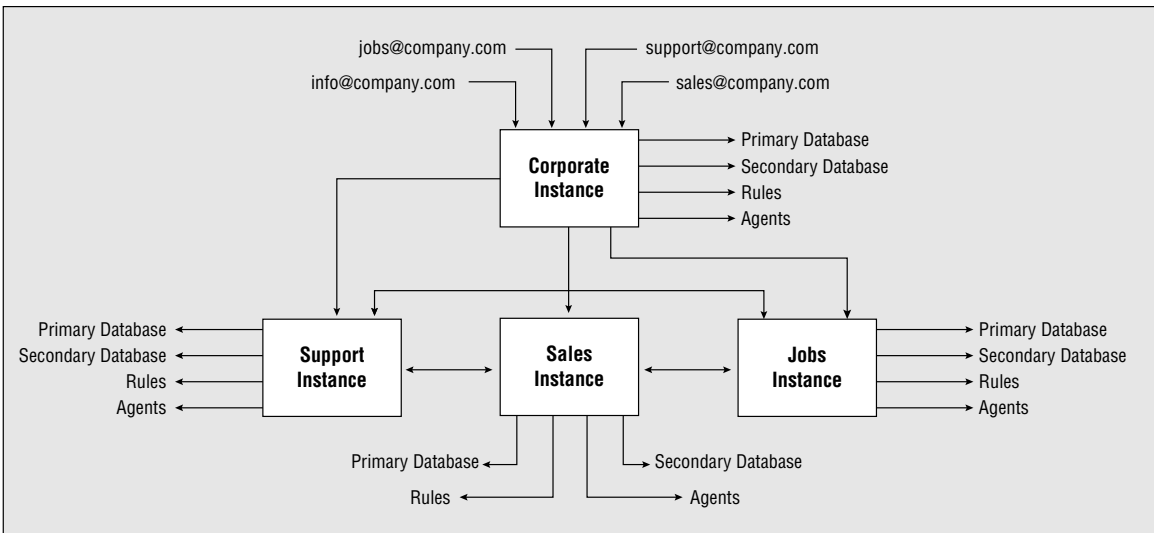 jobs@company.com
support@company.com
info@company.com
sales@company.com
Corporate
Instance
Primary Database
Secondary Database
Rules
Agents
Primary Database
Secondary Database
Rules
Agents
Support
Instance
Sales
Instance
Jobs
Instance
Primary Database
Secondary Database
Rules
Agents
Primary Database
Secondary Database
Rules
Agents